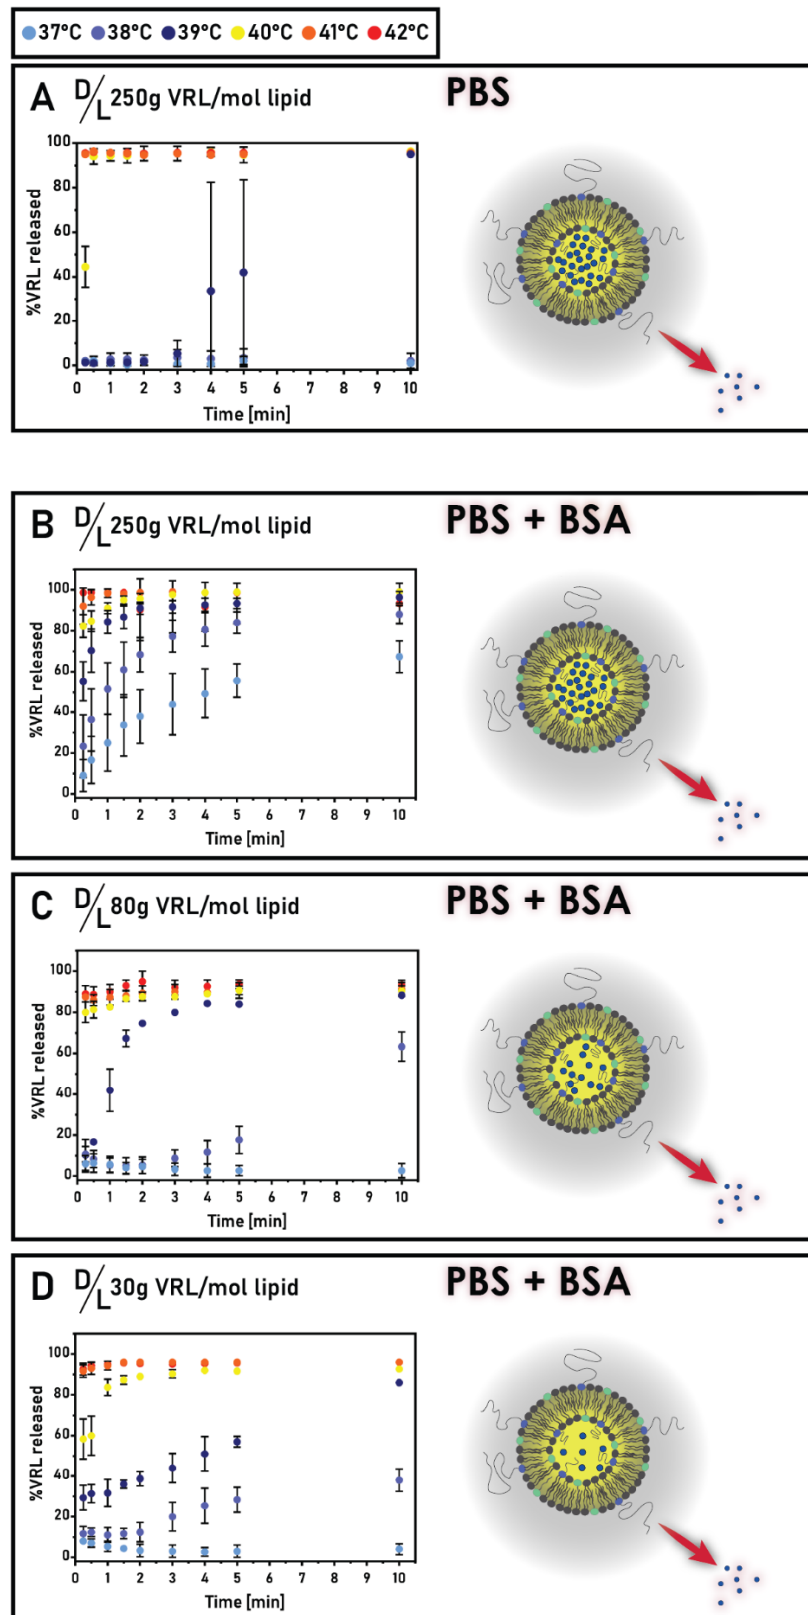 37°C 38°C 39°C 40°C 41°C 42°C
A D/L 250g VRL/mol lipid PBS
%VRL released
100
80
60
40
20
0
0 1 2 3 4 5 6 7 8 9 10
Time [min]
B D/L 250g VRL/mol lipid PBS + BSA
%VRL released
100
80
60
40
20
0
0 1 2 3 4 5 6 7 8 9 10
Time [min]
C D/L 80g VRL/mol lipid PBS + BSA
%VRL released
100
80
60
40
20
0
0 1 2 3 4 5 6 7 8 9 10
Time [min]
D D/L 30g VRL/mol lipid PBS + BSA
%VRL released
100
80
60
40
20
0
0 1 2 3 4 5 6 7 8 9 10
Time [min]